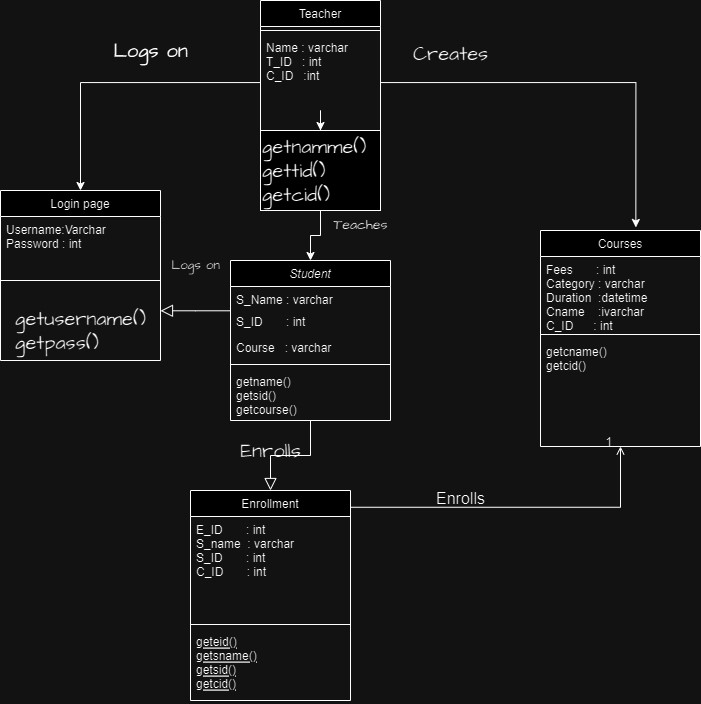 Teacher
Name : varchar
T_ID : int
C_ID :int
getnamme()
gettid()
getcid()
Logs on
Creates
Login page
Username:Varchar
Password : int
getusername()
getpass()
Teaches
Logs on
Student
S_Name : varchar
S_ID : int
Course : varchar
getname()
getsid()
getcourse()
Courses
Fees : int
Category : varchar
Duration :datetime
Cname :ivarchar
C_ID : int
getcname()
getcid()
1
Enrolls
Enrolls
Enrollment
E_ID : int
S_name : varchar
S_ID : int
C_ID : int
geteid()
getsname()
getsid()
getcid()